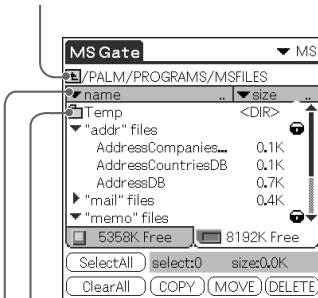 MS Gate ▼ MS
/PALM/PROGRAMS/MSFILES
name .. ▼ size ..
Temp <DIR>
▼ "addr" files
AddressCompanies... 0.1K
AddressCountriesDB 0.1K
AddressDB 0.7K
▶ "mail" files 0.4K
▼ "memo" files
5358K Free 8192K Free
SelectAll select:0 size:0.0K
ClearAll COPY MOVE DELETE